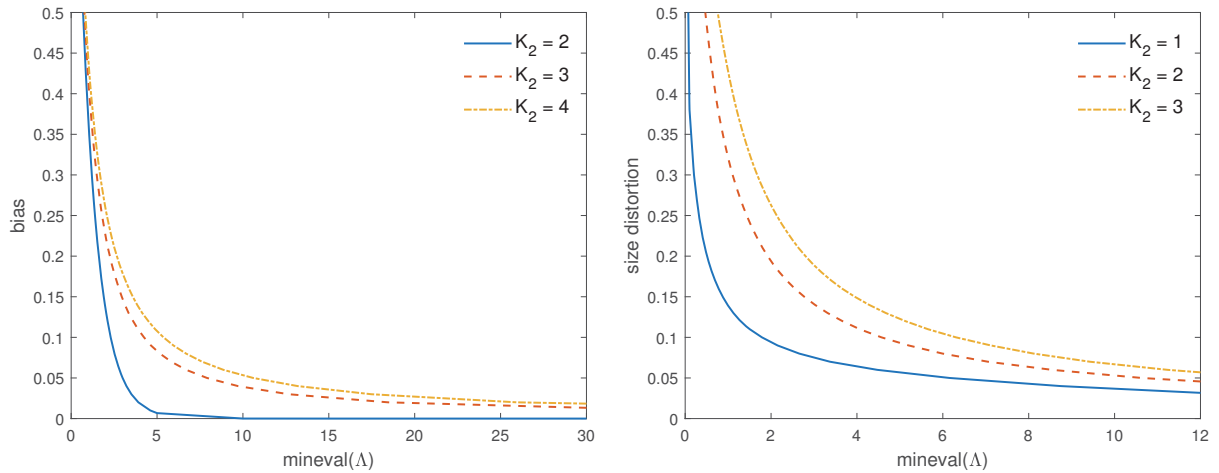 0.5
0.45
0.4
0.35
0.3
0.25
0.2
0.15
0.1
0.05
0
bias
0 5 10 15 20 25 30
mineval(Λ)
K₂ = 2
K₂ = 3
K₂ = 4
0.5
0.45
0.4
0.35
0.3
0.25
0.2
0.15
0.1
0.05
0
size distortion
0 2 4 6 8 10 12
mineval(Λ)
K₂ = 1
K₂ = 2
K₂ = 3